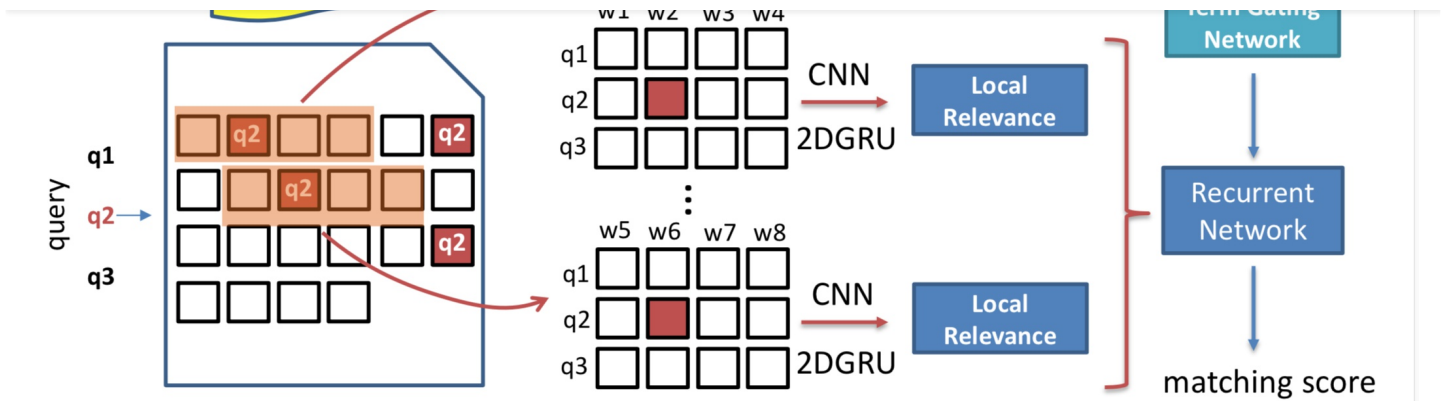 query
q1
q2
q3
q2
q2
q2
q2
w1 w2 w3 w4
q1
q2
q3
CNN
2DGRU
Local
Relevance
w5 w6 w7 w8
q1
q2
q3
CNN
2DGRU
Local
Relevance
Term Gating
Network
Recurrent
Network
matching score